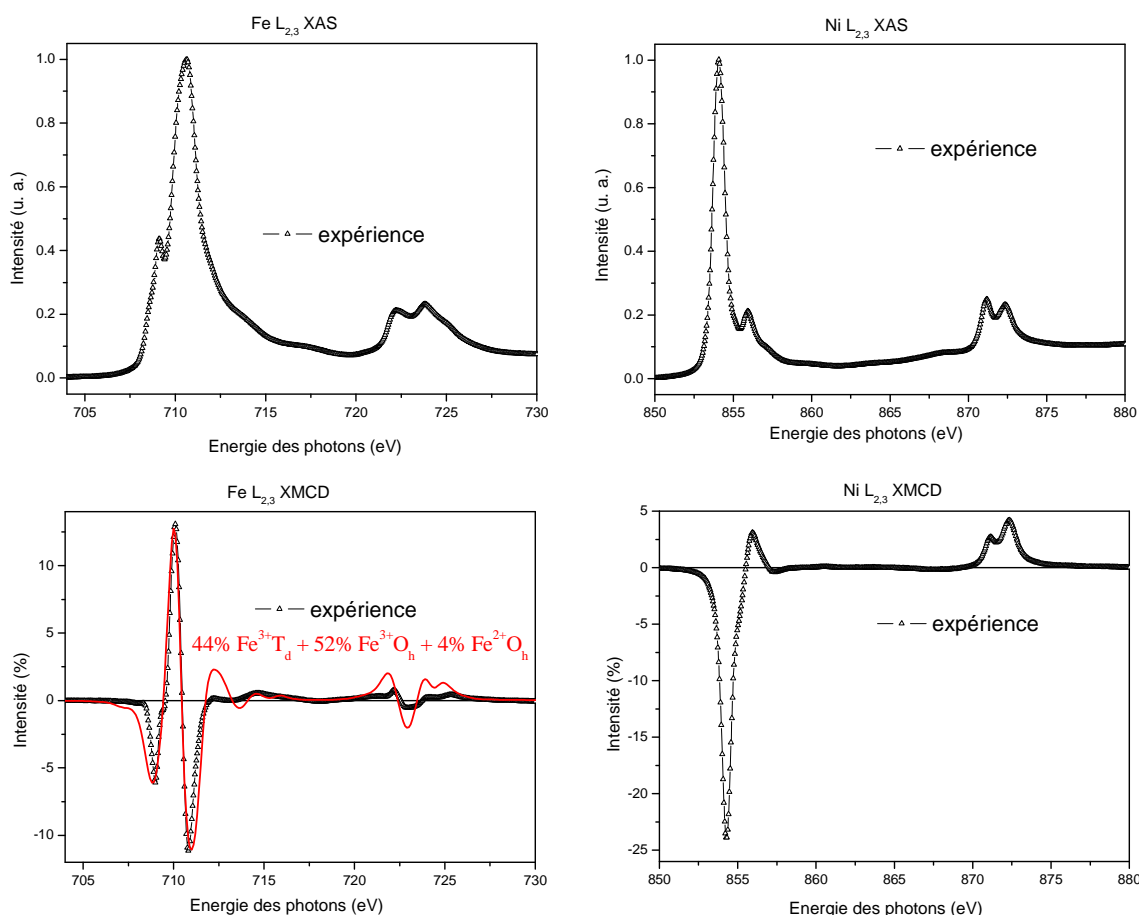 Fe L2,3 XAS
Intensité (u. a.)
1.0
0.8
0.6
0.4
0.2
0.0
expérience
705 710 715 720 725 730
Energie des photons (eV)
Ni L2,3 XAS
Intensité (u. a.)
1.0
0.8
0.6
0.4
0.2
0.0
expérience
850 855 860 865 870 875 880
Energie des photons (eV)
Fe L2,3 XMCD
Intensité (%)
10
5
0
-5
-10
expérience
44% Fe3+Td + 52% Fe3+Oh + 4% Fe2+Oh
705 710 715 720 725 730
Energie des photons (eV)
Ni L2,3 XMCD
Intensité (%)
5
0
-5
-10
-15
-20
-25
expérience
850 855 860 865 870 875 880
Energie des photons (eV)